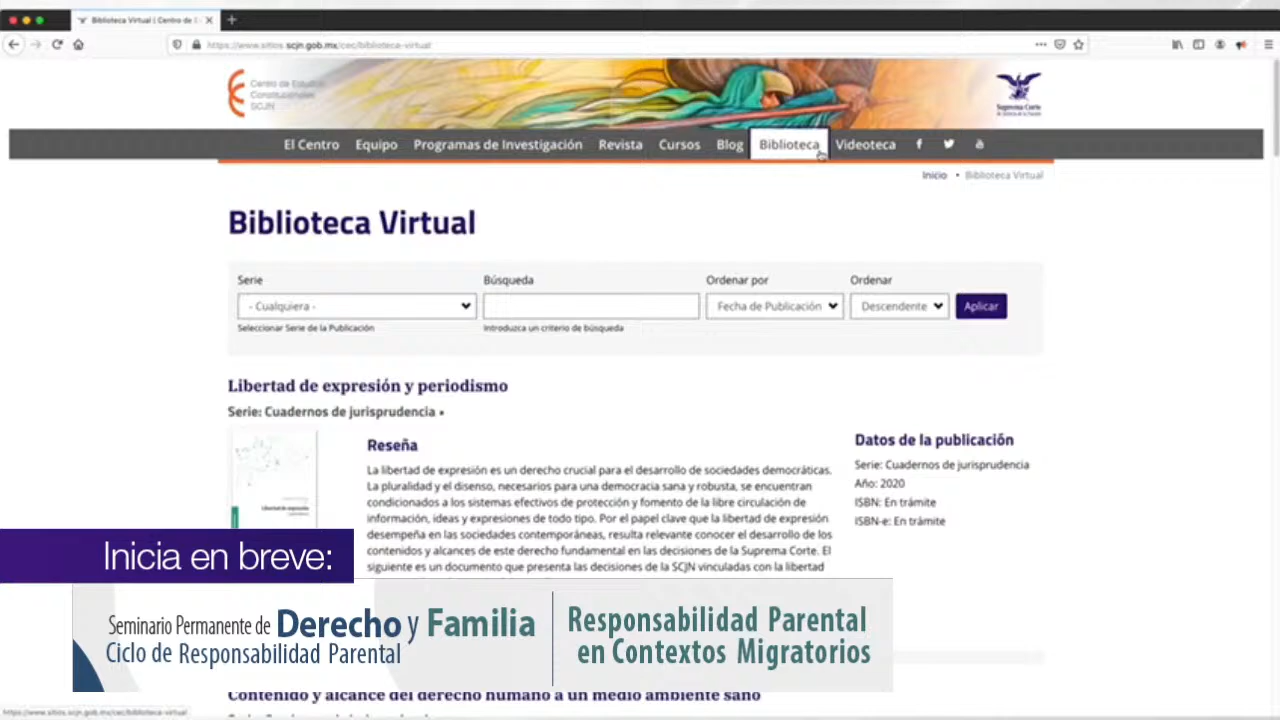 Biblioteca Virtual | Centro de E
https://www.sitios.scjn.gob.mx/cec/biblioteca-virtual
Centro de Estudios
Constitucionales
SCJN
Suprema Corte
El Centro Equipo Programas de Investigación Revista Cursos Blog Biblioteca Videoteca
Inicio • Biblioteca Virtual
Biblioteca Virtual
Serie Búsqueda Ordenar por Ordenar
- Cualquiera - Fecha de Publicación Descendente Aplicar
Seleccionar Serie de la Publicación Introduzca un criterio de búsqueda
Libertad de expresión y periodismo
Serie: Cuadernos de jurisprudencia •
Reseña
La libertad de expresión es un derecho crucial para el desarrollo de sociedades democráticas.
La pluralidad y el disenso, necesarios para una democracia sana y robusta, se encuentran
condicionados a los sistemas efectivos de protección y fomento de la libre circulación de
información, ideas y expresiones de todo tipo. Por el papel clave que la libertad de expresión
desempeña en las sociedades contemporáneas, resulta relevante conocer el desarrollo de los
contenidos y alcances de este derecho fundamental en las decisiones de la Suprema Corte. El
siguiente es un documento que presenta las decisiones de la SCJN vinculadas con la libertad
Datos de la publicación
Serie: Cuadernos de jurisprudencia
Año: 2020
ISBN: En trámite
ISBN-e: En trámite
Inicia en breve:
Seminario Permanente de Derecho y Familia
Ciclo de Responsabilidad Parental
Responsabilidad Parental
en Contextos Migratorios
Contenido y alcance del derecho humano a un medio ambiente sano
https://www.sitios.scjn.gob.mx/cec/biblioteca-virtual